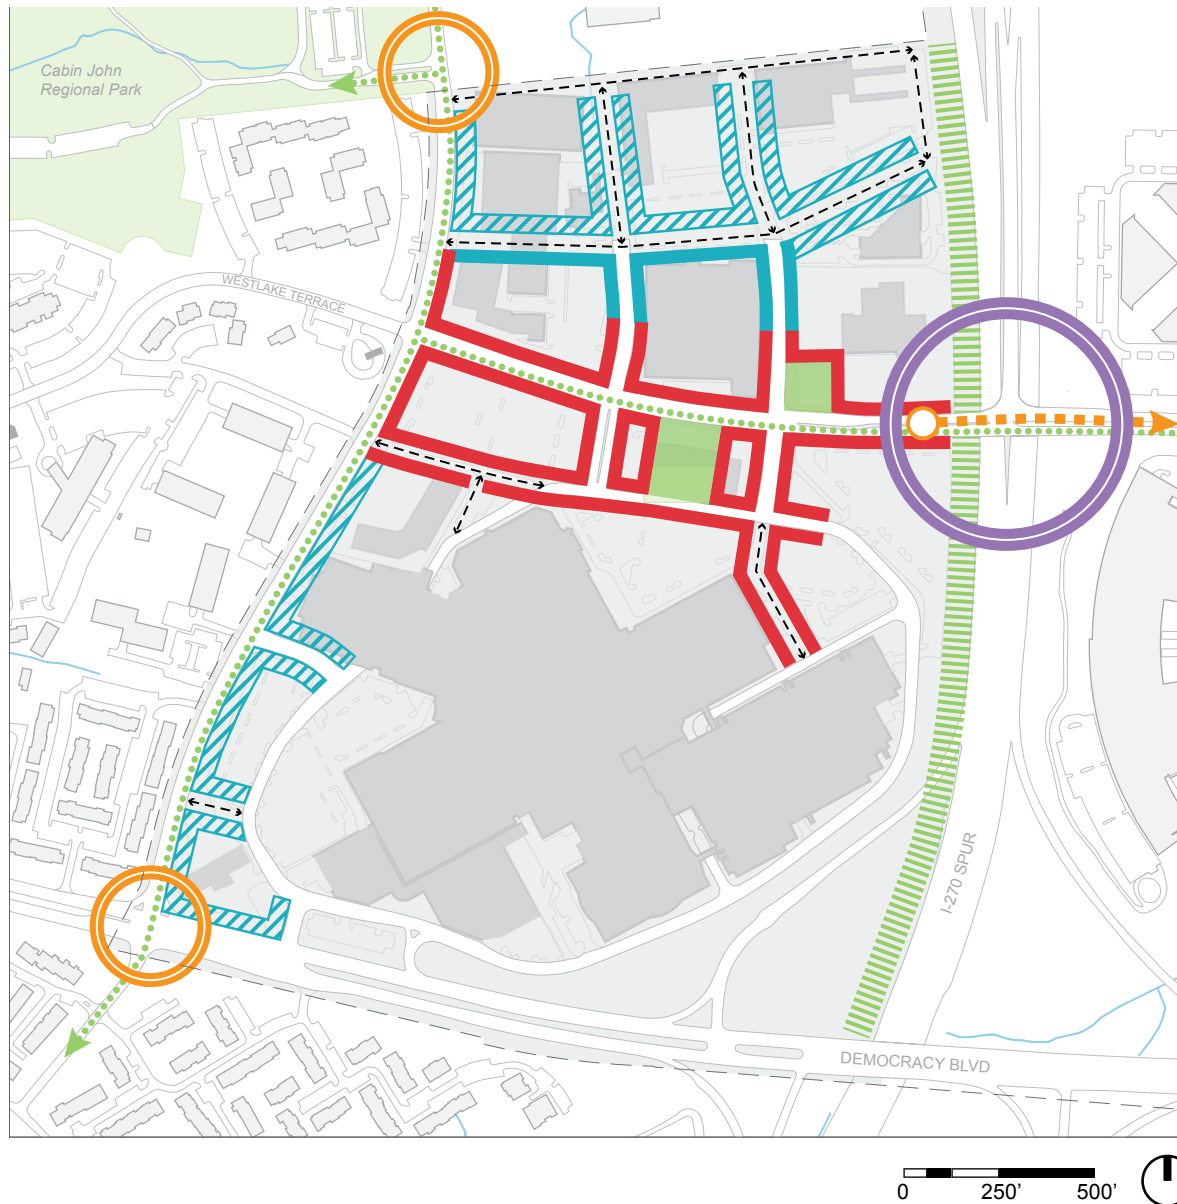 Cabin John
Regional Park
WESTLAKE TERRACE
I-270 SPUR
DEMOCRACY BLVD
0 250' 500'